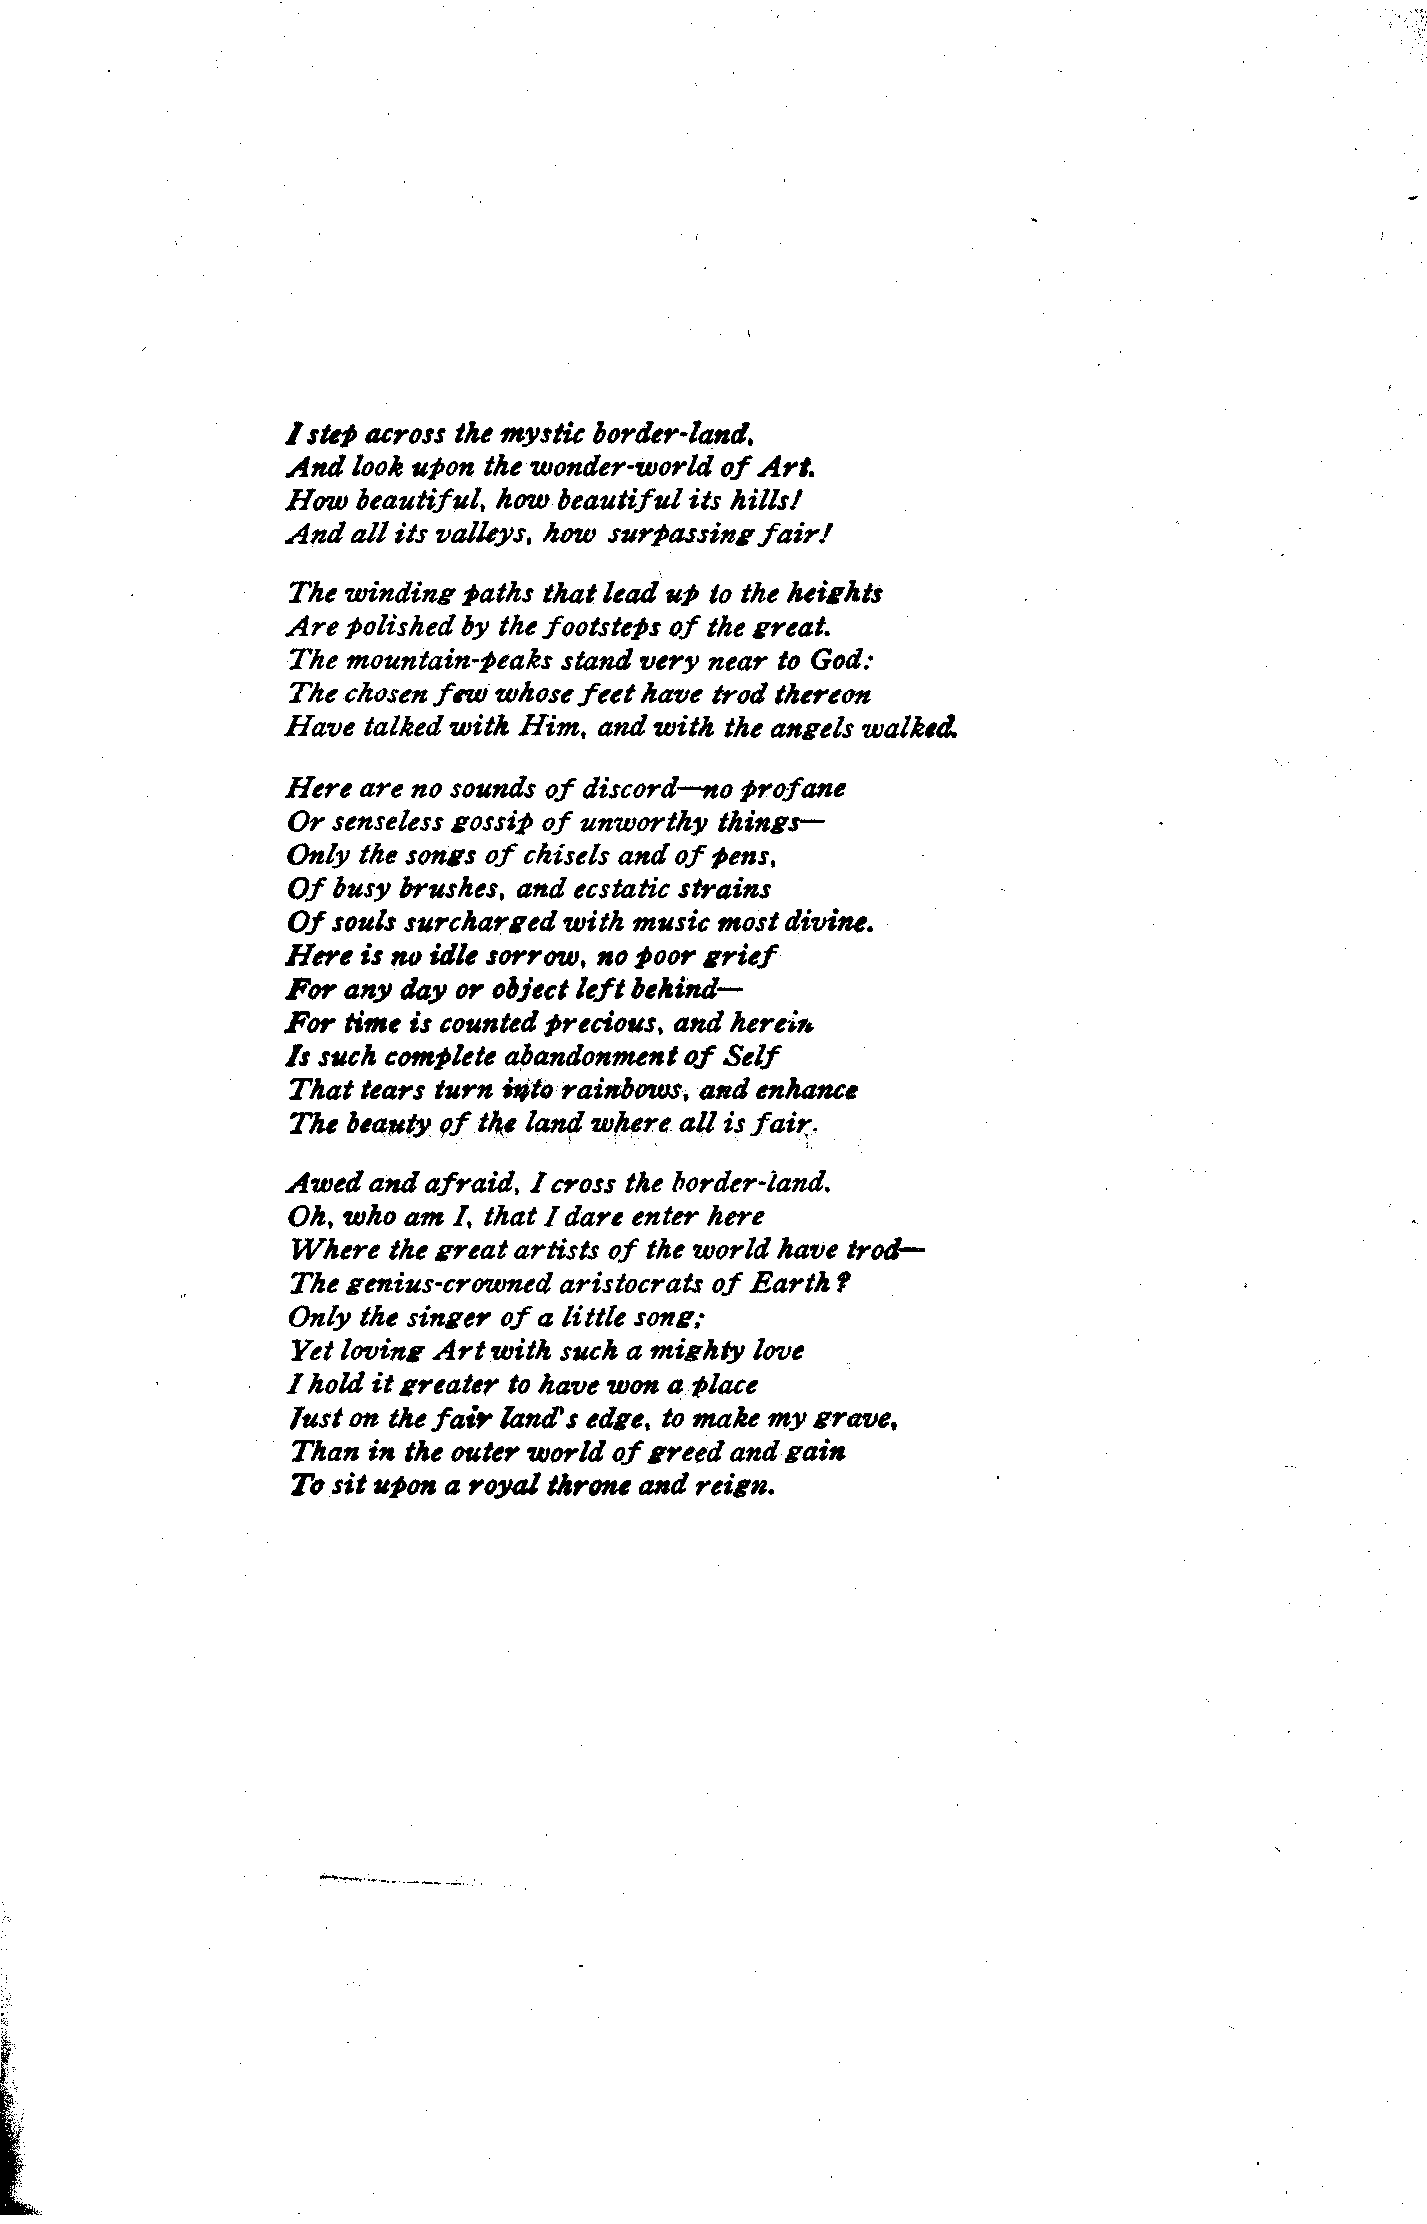 I step across the mystic border-land,
And look upon the wonder-world of Art.
How beautiful, how beautiful its hills!
And all its valleys, how surpassing fair!
The winding paths that lead up to the heights
Are polished by the footsteps of the great.
The mountain-peaks stand very near to God:
The chosen few whose feet have trod thereon
Have talked with Him, and with the angels walked.
Here are no sounds of discord—no profane
Or senseless gossip of unworthy things—
Only the songs of chisels and of pens,
Of busy brushes, and ecstatic strains
Of souls surcharged with music most divine.
Here is no idle sorrow, no poor grief
For any day or object left behind—
For time is counted precious, and herein
Is such complete abandonment of Self
That tears turn into rainbows, and enhance
The beauty of the land where all is fair.
Awed and afraid, I cross the border-land.
Oh, who am I, that I dare enter here
Where the great artists of the world have trod—
The genius-crowned aristocrats of Earth?
Only the singer of a little song;
Yet loving Art with such a mighty love
I hold it greater to have won a place
Just on the fair land's edge, to make my grave,
Than in the outer world of greed and gain
To sit upon a royal throne and reign.